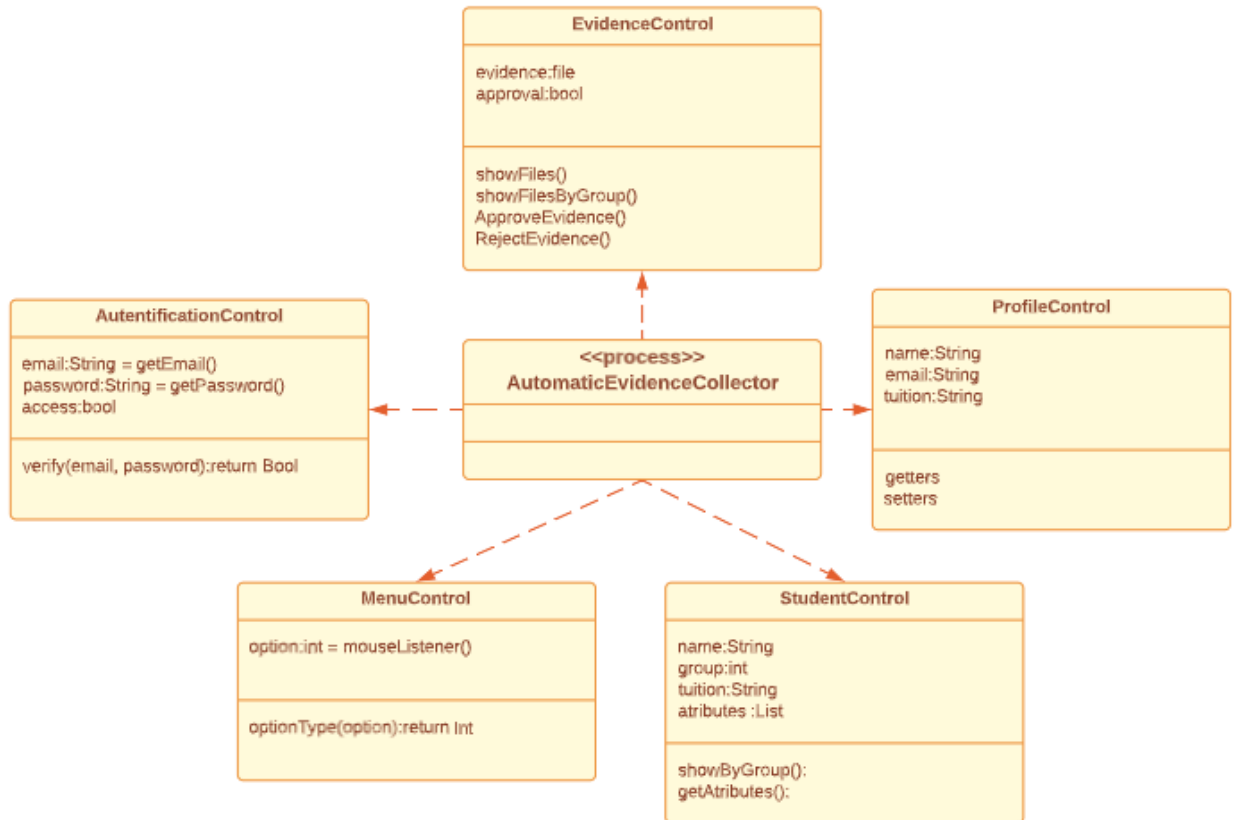 EvidenceControl
evidence:file
approval:bool
showFiles()
showFilesByGroup()
ApproveEvidence()
RejectEvidence()
AutentificationControl
email:String = getEmail()
password:String = getPassword()
access:bool
verify(email, password):return Bool
<<process>>
AutomaticEvidenceCollector
ProfileControl
name:String
email:String
tuition:String
getters
setters
MenuControl
option:int = mouseListener()
optionType(option):return Int
StudentControl
name:String
group:int
tuition:String
atributes :List
showByGroup():
getAtributes():